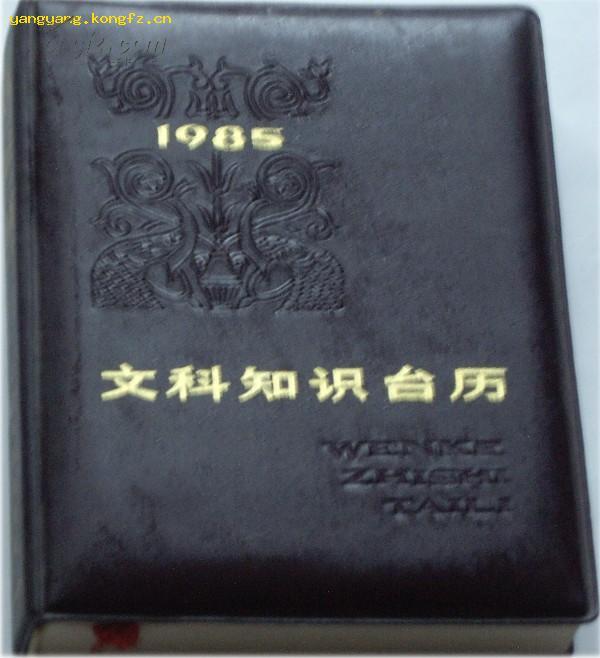 yangyang.kongfz.cn
1985
文科知识台历
WENKE
ZHISHI
TAILI